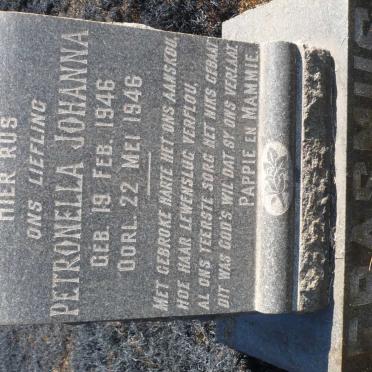 HIER RUS
ONS LIEFLING
PETRONELLA JOHANNA
GEB. 19 FEB. 1946
OORL. 22 MEI 1946
MET GEBROKE HARTE HET ONS AANSKOU,
HOE HAAR LEWENSLUG VERFLOU,
AL ONS TEERSTE SORG HET NIKS GEBAAT
DIT WAS GOD'S WIL DAT SY ONS VERLAAT.
PAPPIE EN MAMMIE.
ERASMUS